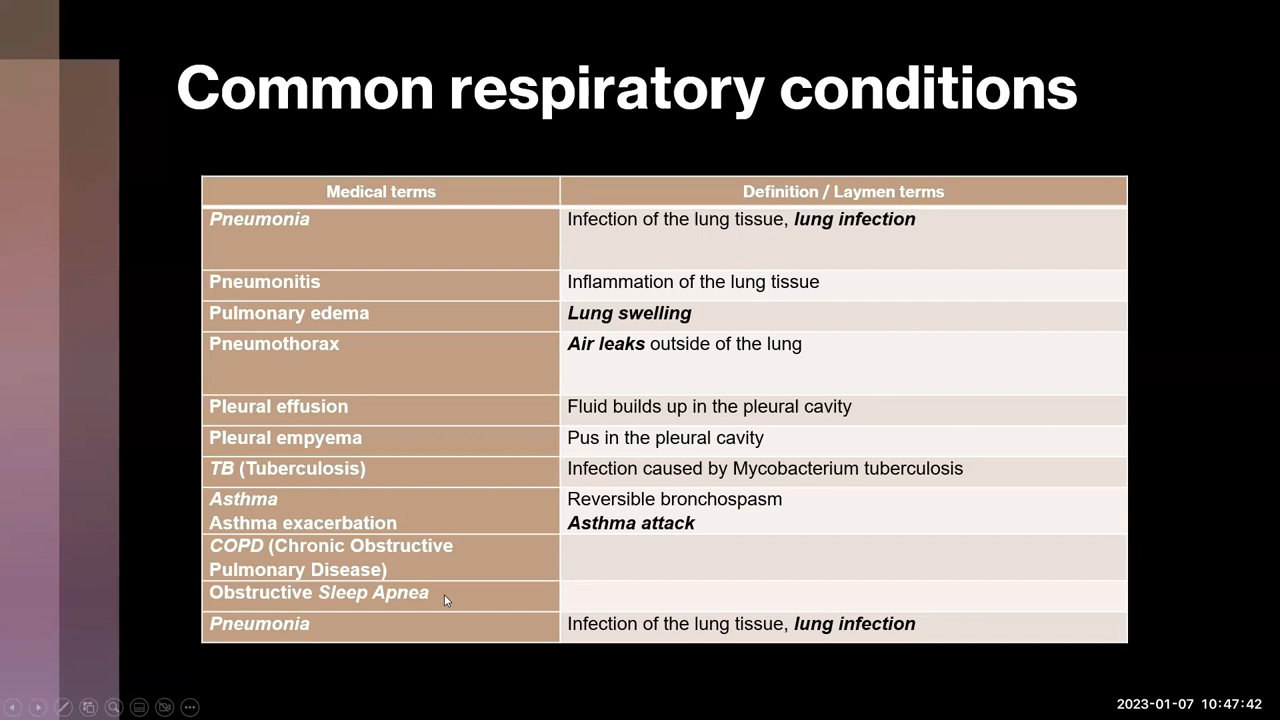 Common respiratory conditions
Medical terms
Definition / Laymen terms
Pneumonia
Infection of the lung tissue, lung infection
Pneumonitis
Inflammation of the lung tissue
Pulmonary edema
Lung swelling
Pneumothorax
Air leaks outside of the lung
Pleural effusion
Fluid builds up in the pleural cavity
Pleural empyema
Pus in the pleural cavity
TB (Tuberculosis)
Infection caused by Mycobacterium tuberculosis
Asthma
Asthma exacerbation
Reversible bronchospasm
Asthma attack
COPD (Chronic Obstructive
Pulmonary Disease)
Obstructive Sleep Apnea
Pneumonia
Infection of the lung tissue, lung infection
2023-01-07 10:47:42